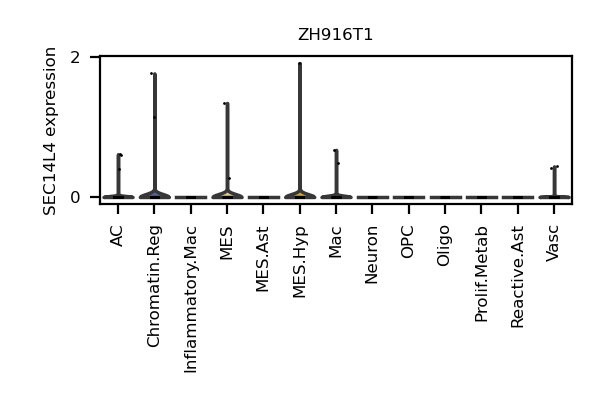 ZH916T1
SEC14L4 expression
2
0
AC
Chromatin.Reg
Inflammatory.Mac
MES
MES.Ast
MES.Hyp
Mac
Neuron
OPC
Oligo
Prolif.Metab
Reactive.Ast
Vasc